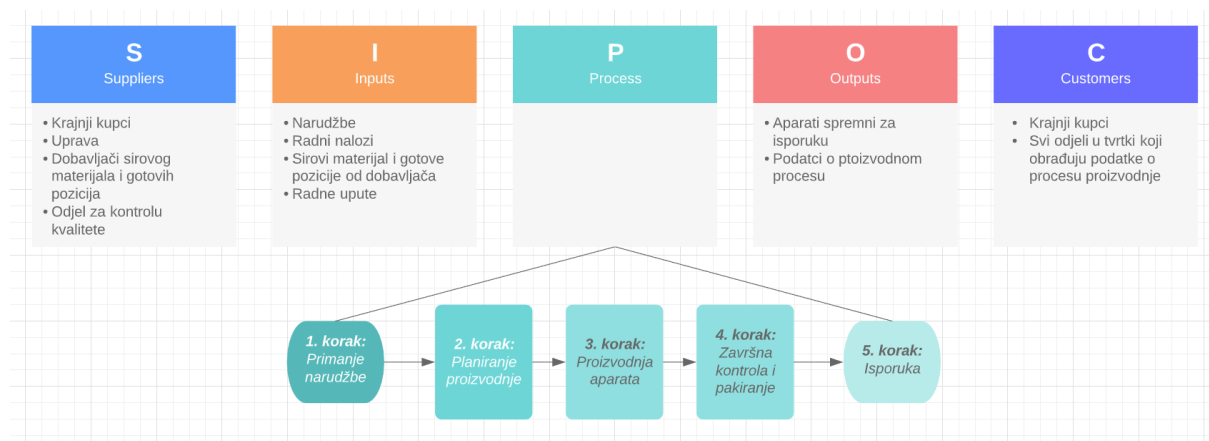 S
Suppliers
• Krajnji kupci
• Uprava
• Dobavljači sirovog
materijala i gotovih
pozicija
• Odjel za kontrolu
kvalitete
I
Inputs
• Narudžbe
• Radni nalozi
• Sirovi materijal i gotove
pozicije od dobavljača
• Radne upute
P
Process
O
Outputs
• Aparati spremni za
isporuku
• Podatci o ptoizvodnom
procesu
C
Customers
• Krajnji kupci
• Svi odjeli u tvrtki koji
obrađuju podatke o
procesu proizvodnje
1. korak:
Primanje
narudžbe
2. korak:
Planiranje
proizvodnje
3. korak:
Proizvodnja
aparata
4. korak:
Završna
kontrola i
pakiranje
5. korak:
Isporuka